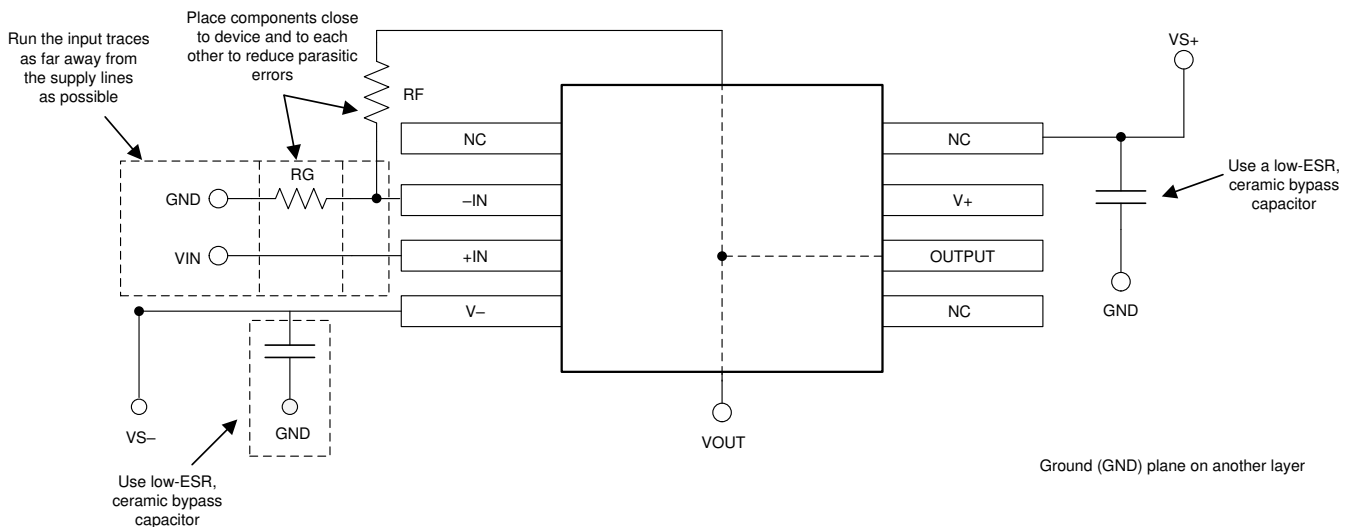 Place components close
to device and to each
other to reduce parasitic
errors
Run the input traces
as far away from
the supply lines
as possible
RF
VS+
NC
NC
Use a low-ESR,
ceramic bypass
capacitor
RG
GND
–IN
V+
VIN
+IN
OUTPUT
V–
NC
GND
VS–
GND
VOUT
Ground (GND) plane on another layer
Use low-ESR,
ceramic bypass
capacitor